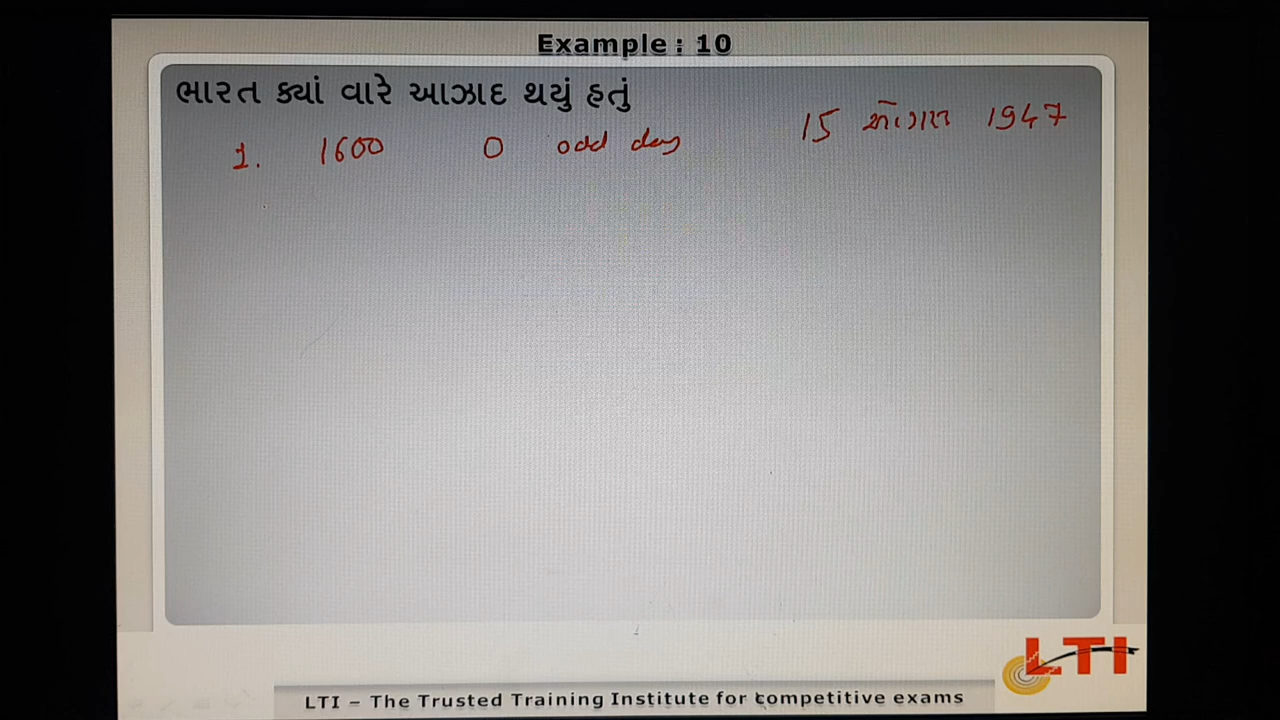 Example : 10
ભારત ક્યાં વારે આઝાદ થયું હતું
15 ઓગસ્ટ 1947
1. 1600 0 odd day
LTI
LTI – The Trusted Training Institute for competitive exams